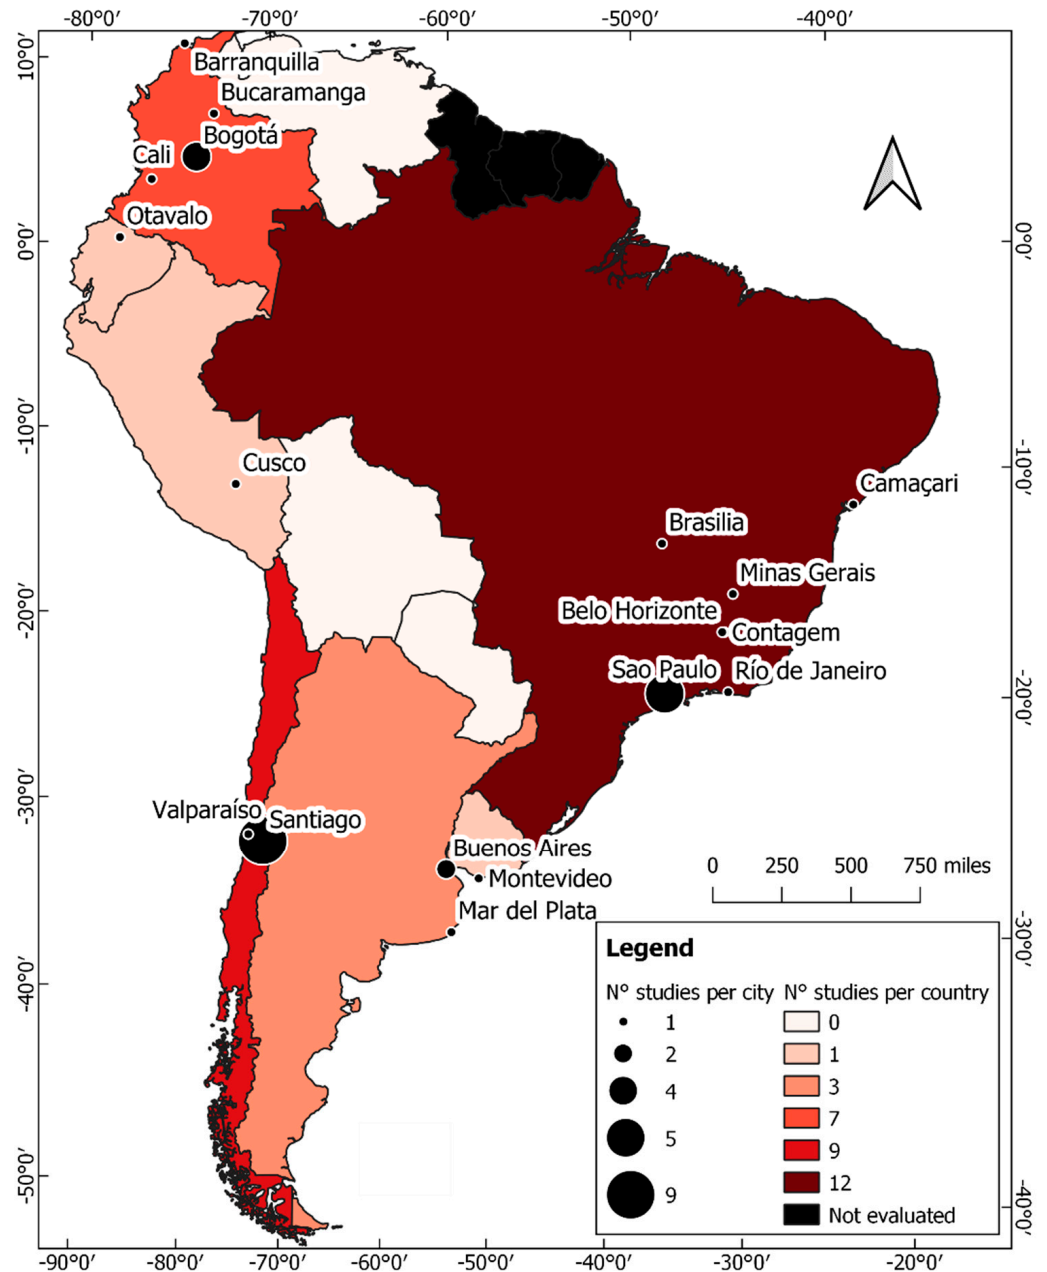 -80°0' -70°0' -60°0' -50°0' -40°0'
10°0'
Barranquilla
Bucaramanga
Bogotá
Cali
Otavalo
0°0' 0°0'
-10°0' -10°0'
Cusco
Camaçari
Brasilia
Minas Gerais
-20°0'
Belo Horizonte
Contagem
Sao Paulo Río de Janeiro
-20°0'
-30°0'
Valparaíso Santiago
Buenos Aires
0 250 500 750 miles
Montevideo
Mar del Plata
-30°0'
Legend
-40°0'
N° studies per city N° studies per country
1 0
2 1
4 3
7
5 9
12
9
Not evaluated
-50°0'
-40°0'
-90°0' -80°0' -70°0' -60°0' -50°0' -40°0' -30°0' -20°0'